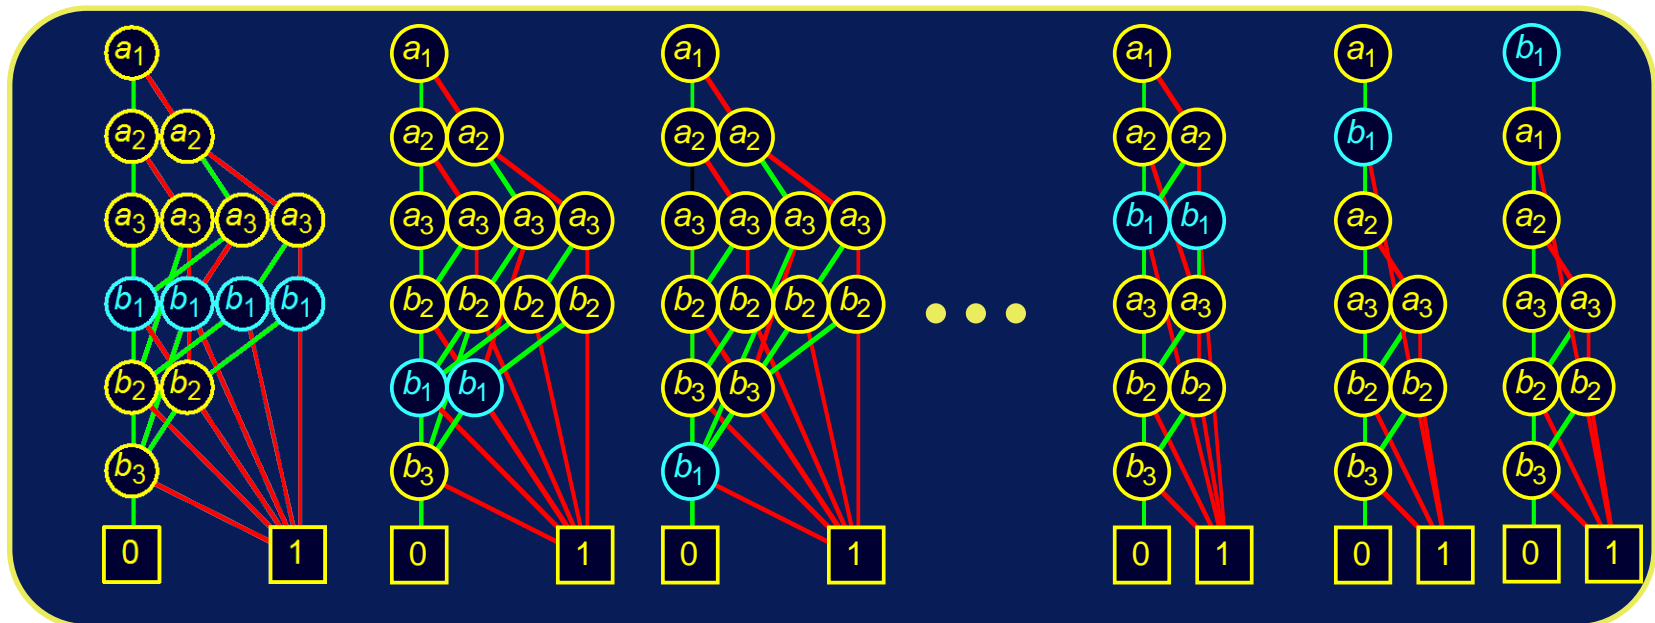 a1 a1 a1 a1 a1 b1
a2 a2 a2 a2 a2 a2 a2 a2 b1 a1
a3 a3 a3 a3 a3 a3 a3 a3 a3 a3 a3 a3 b1 b1 a2 a2
b1 b1 b1 b1 b2 b2 b2 b2 b2 b2 b2 b2 a3 a3 a3 a3 a3 a3
b2 b2 b1 b1 b3 b3 b2 b2 b2 b2 b2 b2
b3 b3 b1 b3 b3 b3
0 1 0 1 0 1 0 1 0 1 0 1